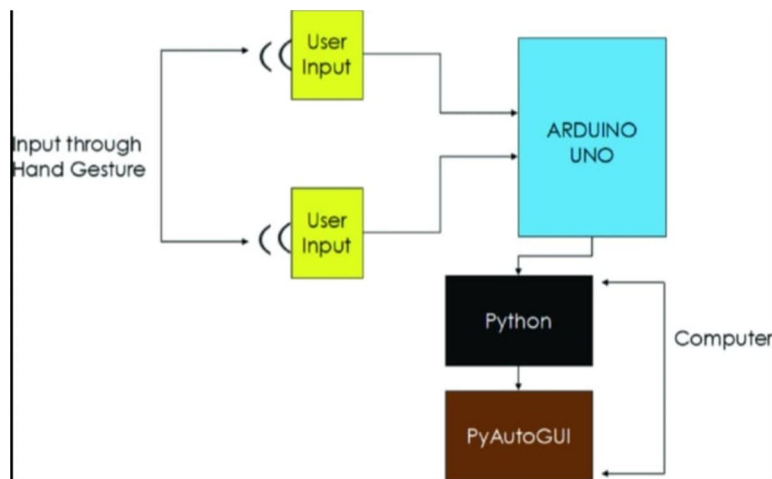 User
Input
ARDUINO
UNO
Input through
Hand Gesture
User
Input
Python
Computer
PyAutoGUI